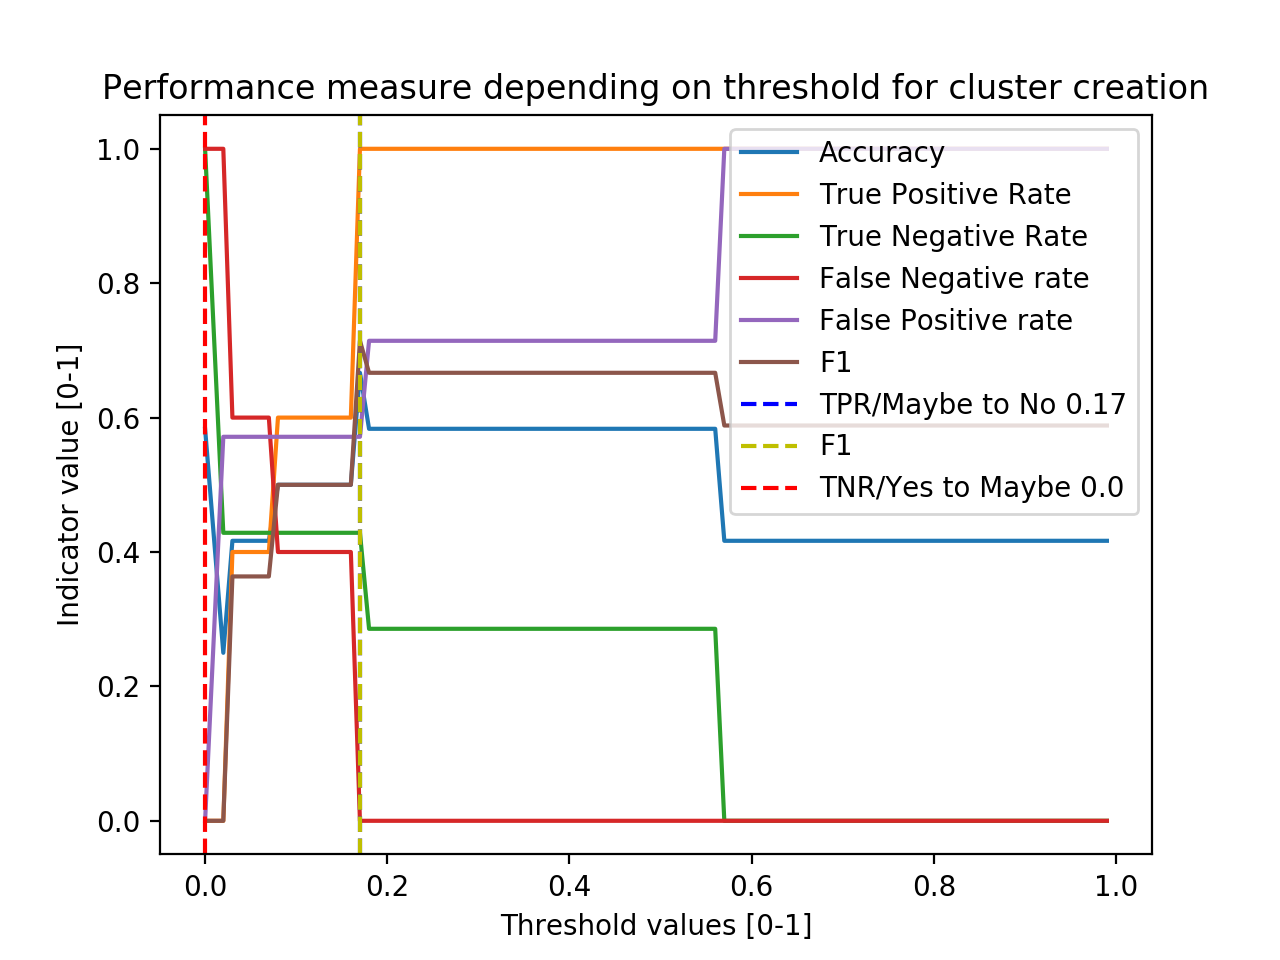 Performance measure depending on threshold for cluster creation
Indicator value [0-1]
1.0
0.8
0.6
0.4
0.2
0.0
Accuracy
True Positive Rate
True Negative Rate
False Negative rate
False Positive rate
F1
TPR/Maybe to No 0.17
F1
TNR/Yes to Maybe 0.0
0.0 0.2 0.4 0.6 0.8 1.0
Threshold values [0-1]